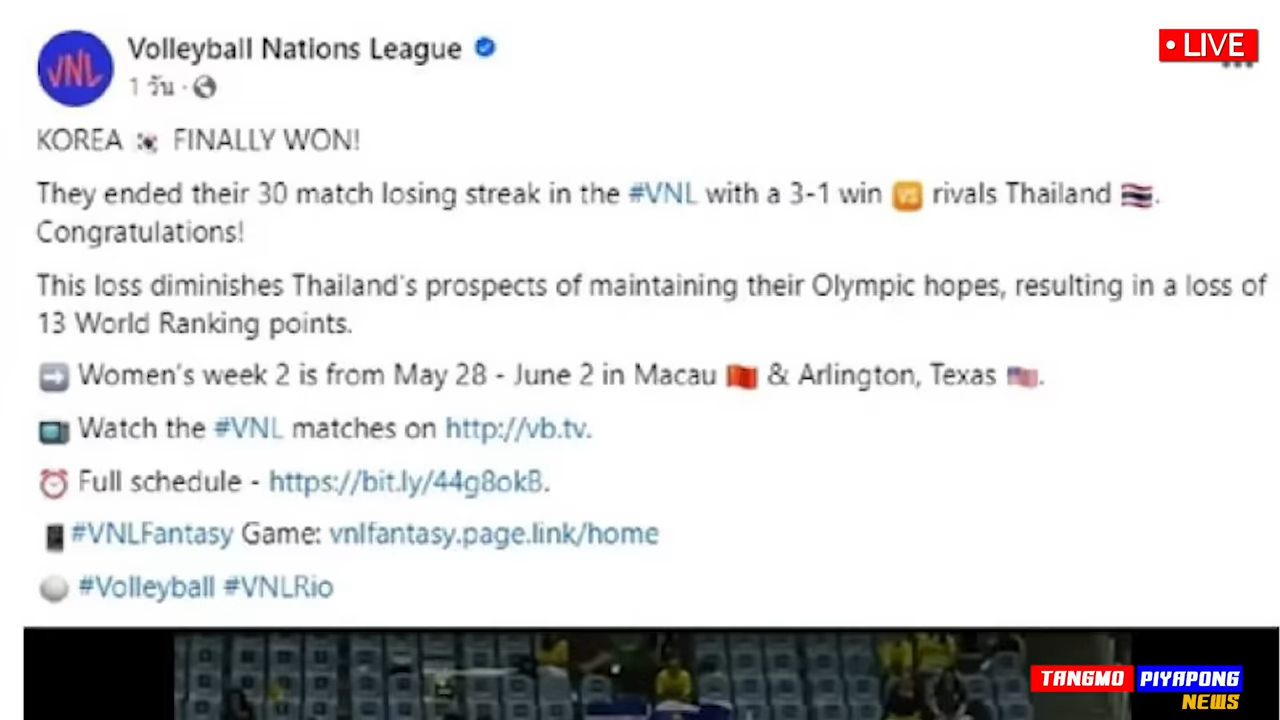 VNL
Volleyball Nations League
• LIVE
1 วัน ·
KOREA 🇰🇷 FINALLY WON!
They ended their 30 match losing streak in the #VNL with a 3-1 win 🆚 rivals Thailand 🇹🇭.
Congratulations!
This loss diminishes Thailand's prospects of maintaining their Olympic hopes, resulting in a loss of
13 World Ranking points.
➡️ Women's week 2 is from May 28 - June 2 in Macau 🇨🇳 & Arlington, Texas 🇺🇸.
📺 Watch the #VNL matches on http://vb.tv.
⏰ Full schedule - https://bit.ly/44g8okB.
📱 #VNLFantasy Game: vnlfantasy.page.link/home
🏐 #Volleyball #VNLRio
TANGMO PIYAPONG
NEWS